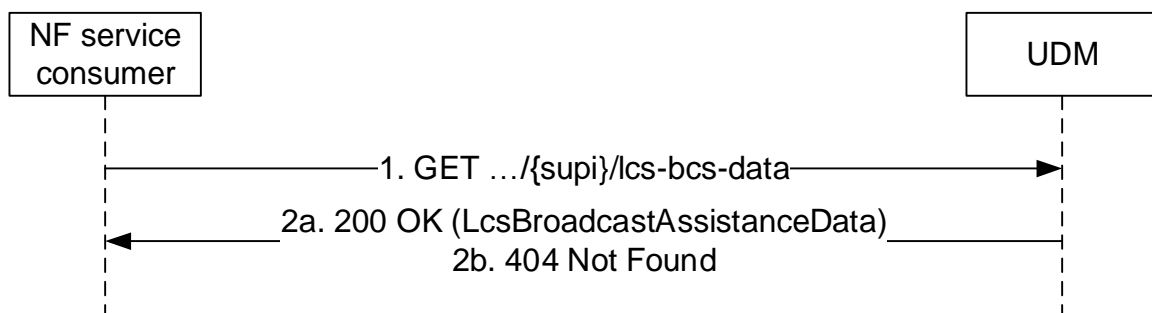 NF service
consumer
UDM
1. GET …/{supi}/lcs-bcs-data
2a. 200 OK (LcsBroadcastAssistanceData)
2b. 404 Not Found